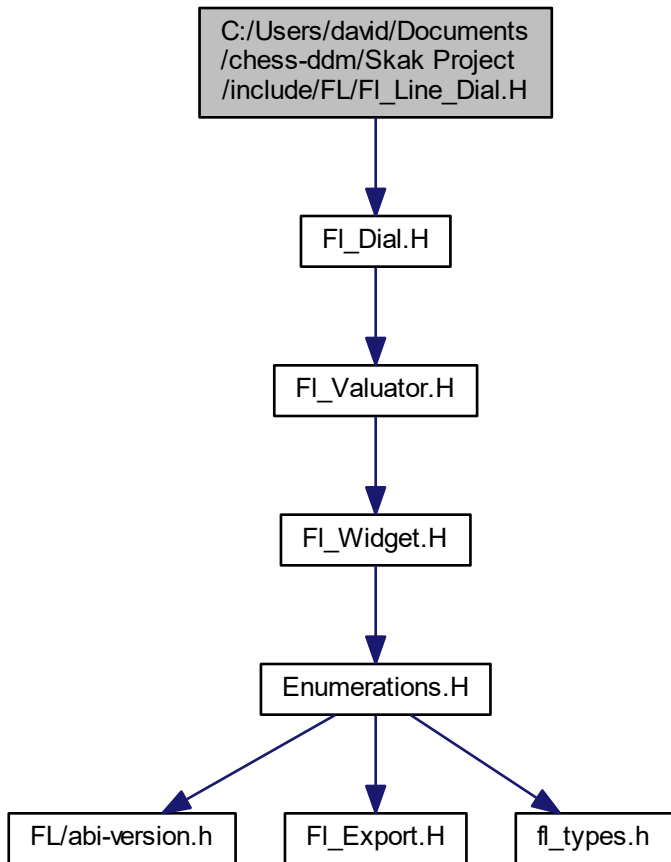 C:/Users/david/Documents
/chess-ddm/Skak Project
/include/FL/Fl_Line_Dial.H
Fl_Dial.H
Fl_Valuator.H
Fl_Widget.H
Enumerations.H
FL/abi-version.h
Fl_Export.H
fl_types.h